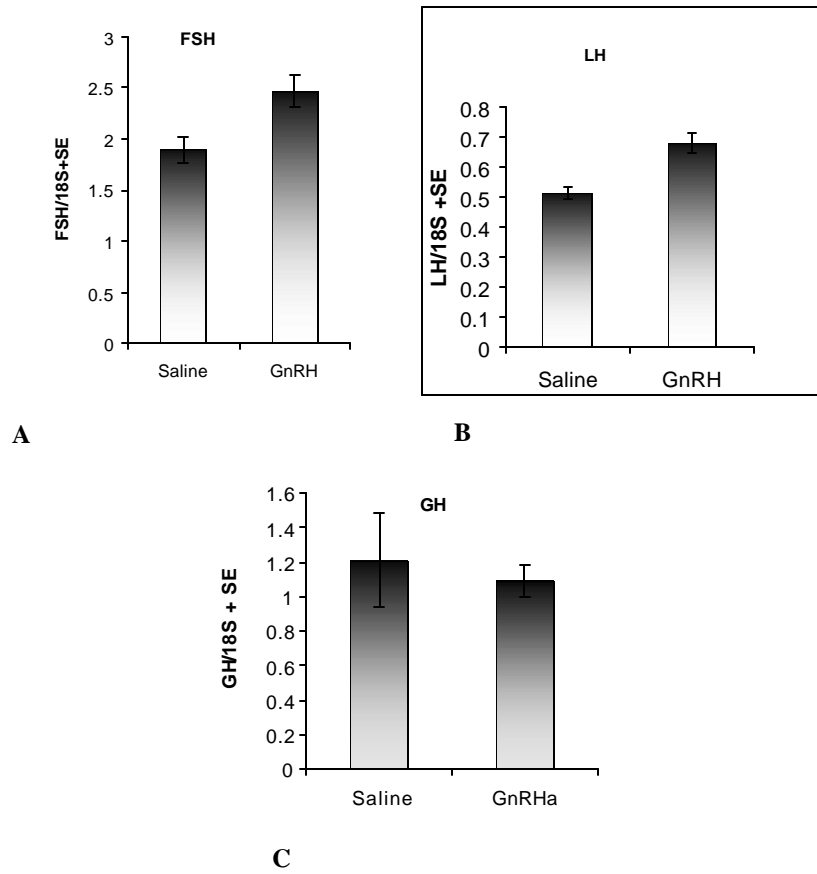 FSH
3
2.5
2
1.5
1
0.5
0
FSH/18S+SE
Saline GnRH
A
LH
0.8
0.7
0.6
0.5
0.4
0.3
0.2
0.1
0
LH/18S +SE
Saline GnRH
B
GH
1.6
1.4
1.2
1
0.8
0.6
0.4
0.2
0
GH/18S + SE
Saline GnRHa
C